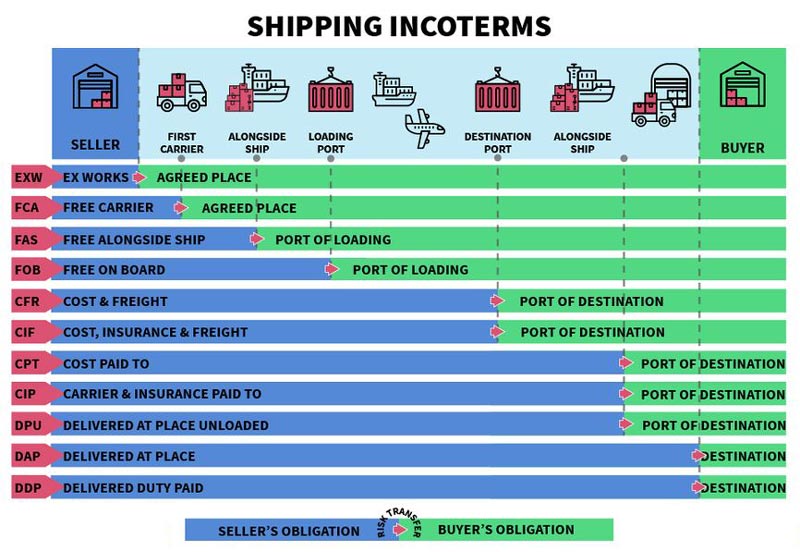 SHIPPING INCOTERMS
SELLER
FIRST
CARRIER
ALONGSIDE
SHIP
LOADING
PORT
DESTINATION
PORT
ALONGSIDE
SHIP
BUYER
EXW EX WORKS AGREED PLACE
FCA FREE CARRIER AGREED PLACE
FAS FREE ALONGSIDE SHIP PORT OF LOADING
FOB FREE ON BOARD PORT OF LOADING
CFR COST & FREIGHT PORT OF DESTINATION
CIF COST, INSURANCE & FREIGHT PORT OF DESTINATION
CPT COST PAID TO PORT OF DESTINATION
CIP CARRIER & INSURANCE PAID TO PORT OF DESTINATION
DPU DELIVERED AT PLACE UNLOADED PORT OF DESTINATION
DAP DELIVERED AT PLACE DESTINATION
DDP DELIVERED DUTY PAID DESTINATION
SELLER'S OBLIGATION RISK TRANSFER BUYER'S OBLIGATION